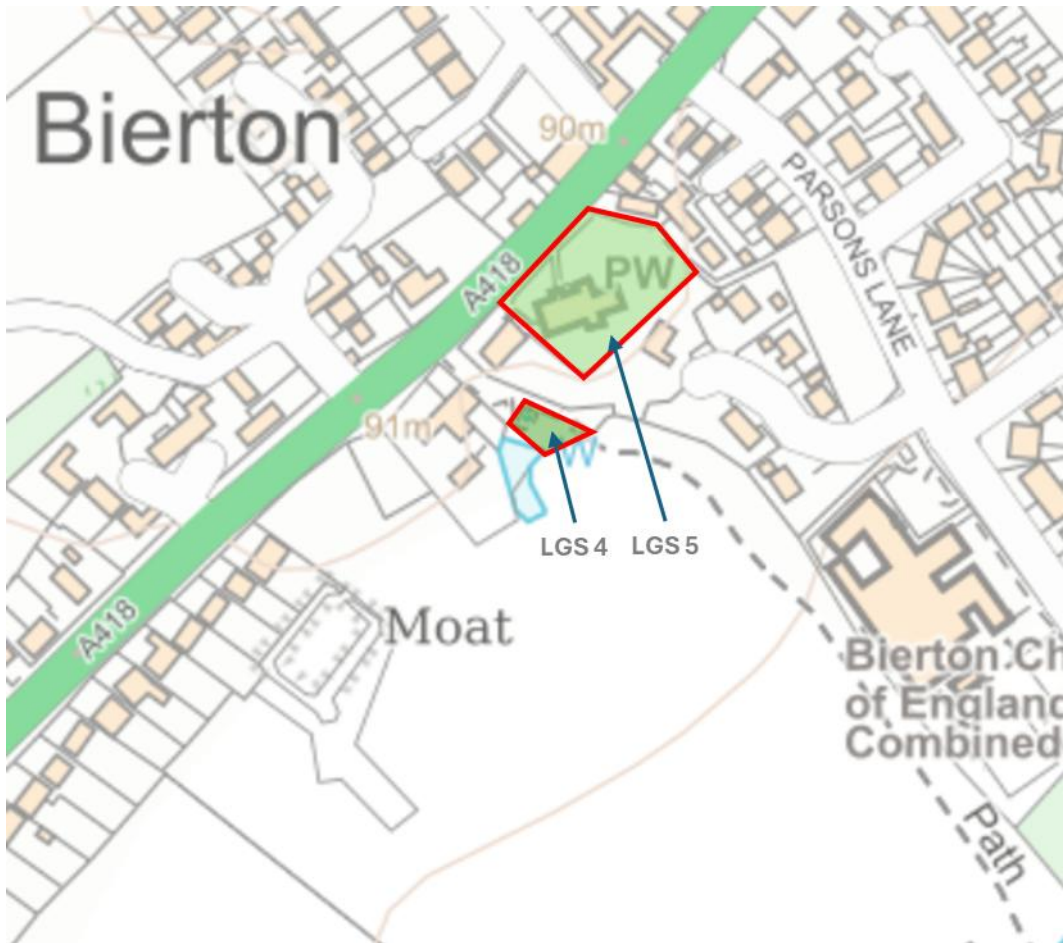 Bierton
90m
PARSONS LANE
A418
PW
91m
W
LGS 4
LGS 5
A418
Moat
Bierton Ch
of England
Combined
Path